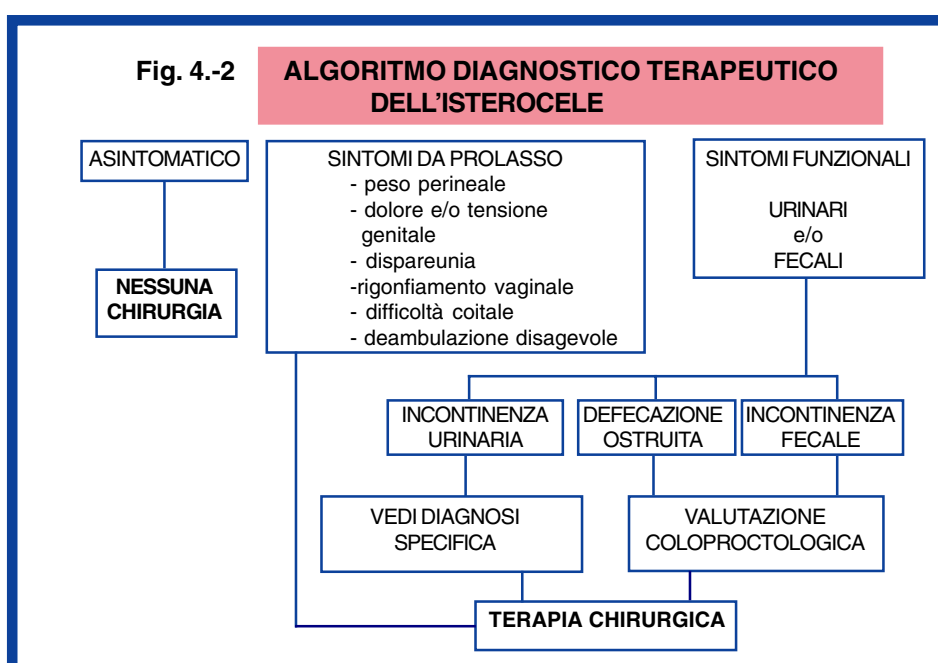 Fig. 4.-2
ALGORITMO DIAGNOSTICO TERAPEUTICO
DELL'ISTEROCELE
ASINTOMATICO
NESSUNA
CHIRURGIA
SINTOMI DA PROLASSO
- peso perineale
- dolore e/o tensione
genitale
- dispareunia
-rigonfiamento vaginale
- difficoltà coitale
- deambulazione disagevole
SINTOMI FUNZIONALI
URINARI
e/o
FECALI
INCONTINENZA
URINARIA
DEFECAZIONE
OSTRUITA
INCONTINENZA
FECALE
VEDI DIAGNOSI
SPECIFICA
VALUTAZIONE
COLOPROCTOLOGICA
TERAPIA CHIRURGICA